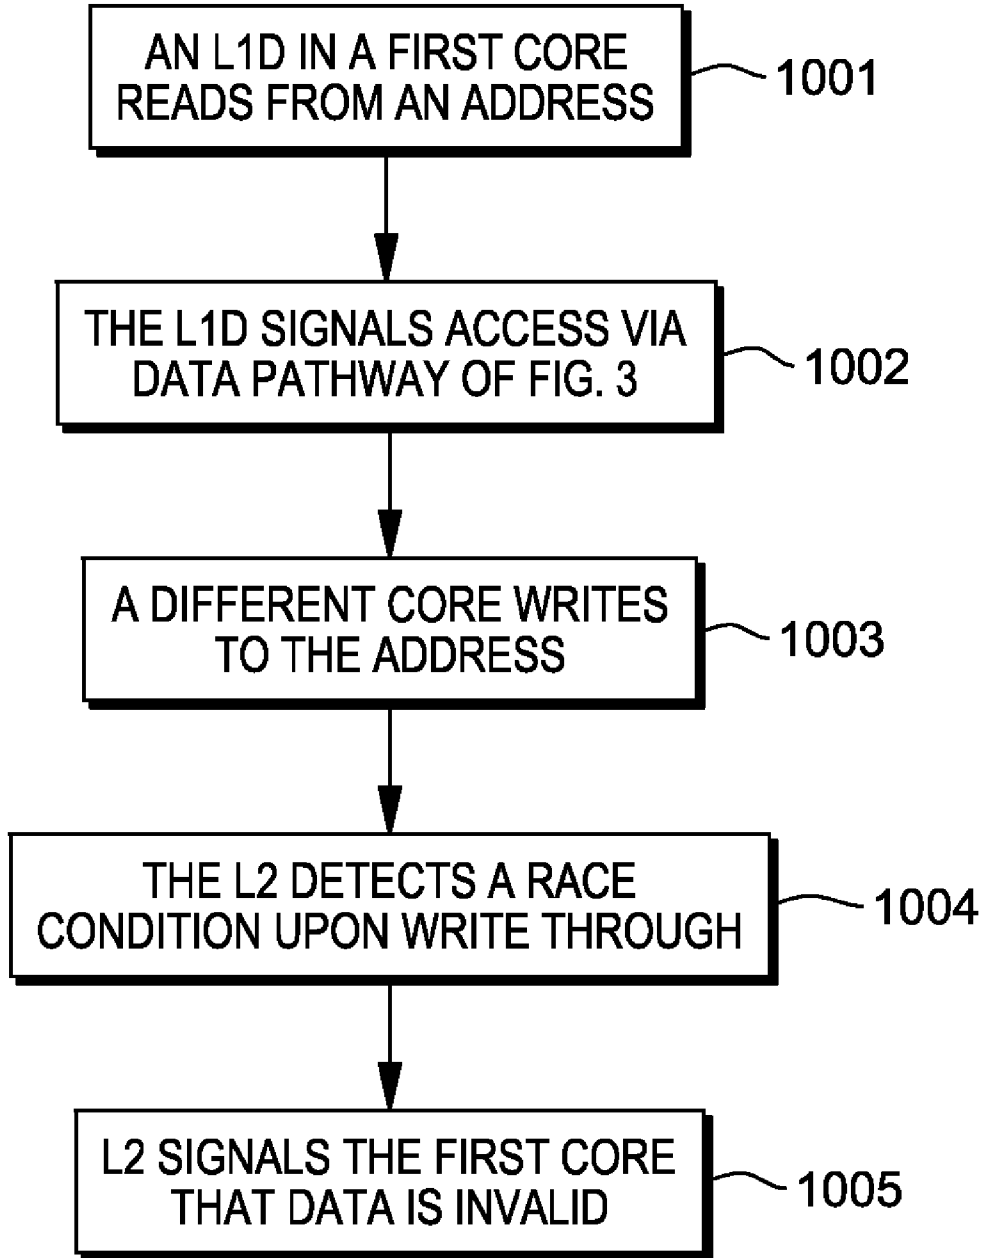 AN L1D IN A FIRST CORE
READS FROM AN ADDRESS
1001
THE L1D SIGNALS ACCESS VIA
DATA PATHWAY OF FIG. 3
1002
A DIFFERENT CORE WRITES
TO THE ADDRESS
1003
THE L2 DETECTS A RACE
CONDITION UPON WRITE THROUGH
1004
L2 SIGNALS THE FIRST CORE
THAT DATA IS INVALID
1005